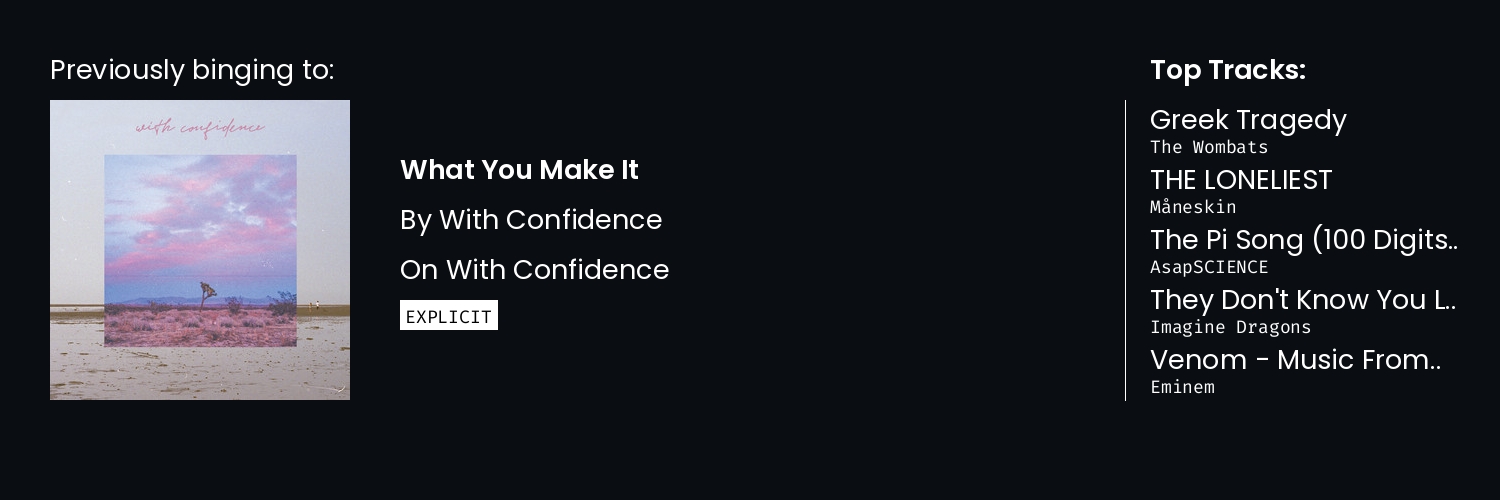 Previously binging to:
with confidence
What You Make It
By With Confidence
On With Confidence
EXPLICIT
Top Tracks:
Greek Tragedy
The Wombats
THE LONELIEST
Måneskin
The Pi Song (100 Digits..
AsapSCIENCE
They Don't Know You L..
Imagine Dragons
Venom - Music From..
Eminem